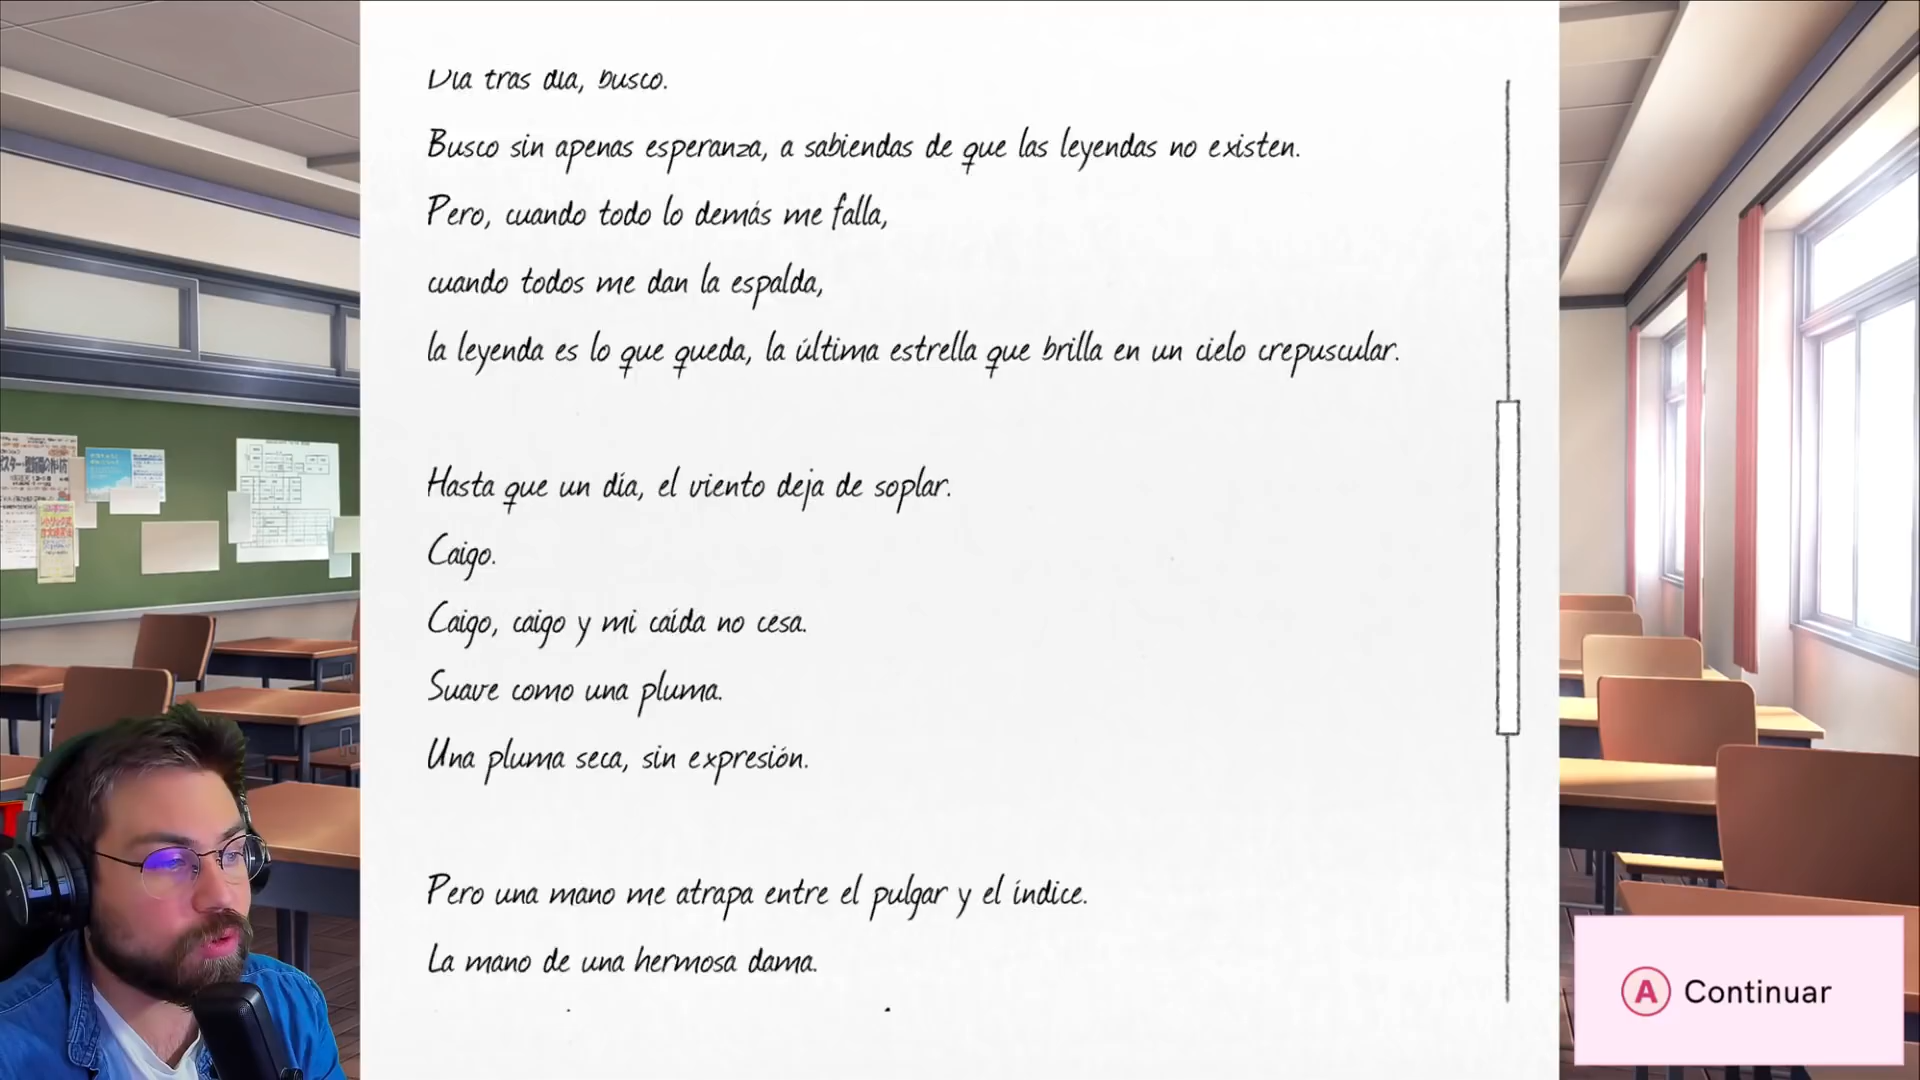 Día tras día, busco.
Busco sin apenas esperanza, a sabiendas de que las leyendas no existen.
Pero, cuando todo lo demás me falla,
cuando todos me dan la espalda,
la leyenda es lo que queda, la última estrella que brilla en un cielo crepuscular.
Hasta que un día, el viento deja de soplar.
Caigo.
Caigo, caigo y mi caída no cesa.
Suave como una pluma.
Una pluma seca, sin expresión.
Pero una mano me atrapa entre el pulgar y el índice.
La mano de una hermosa dama.
A Continuar